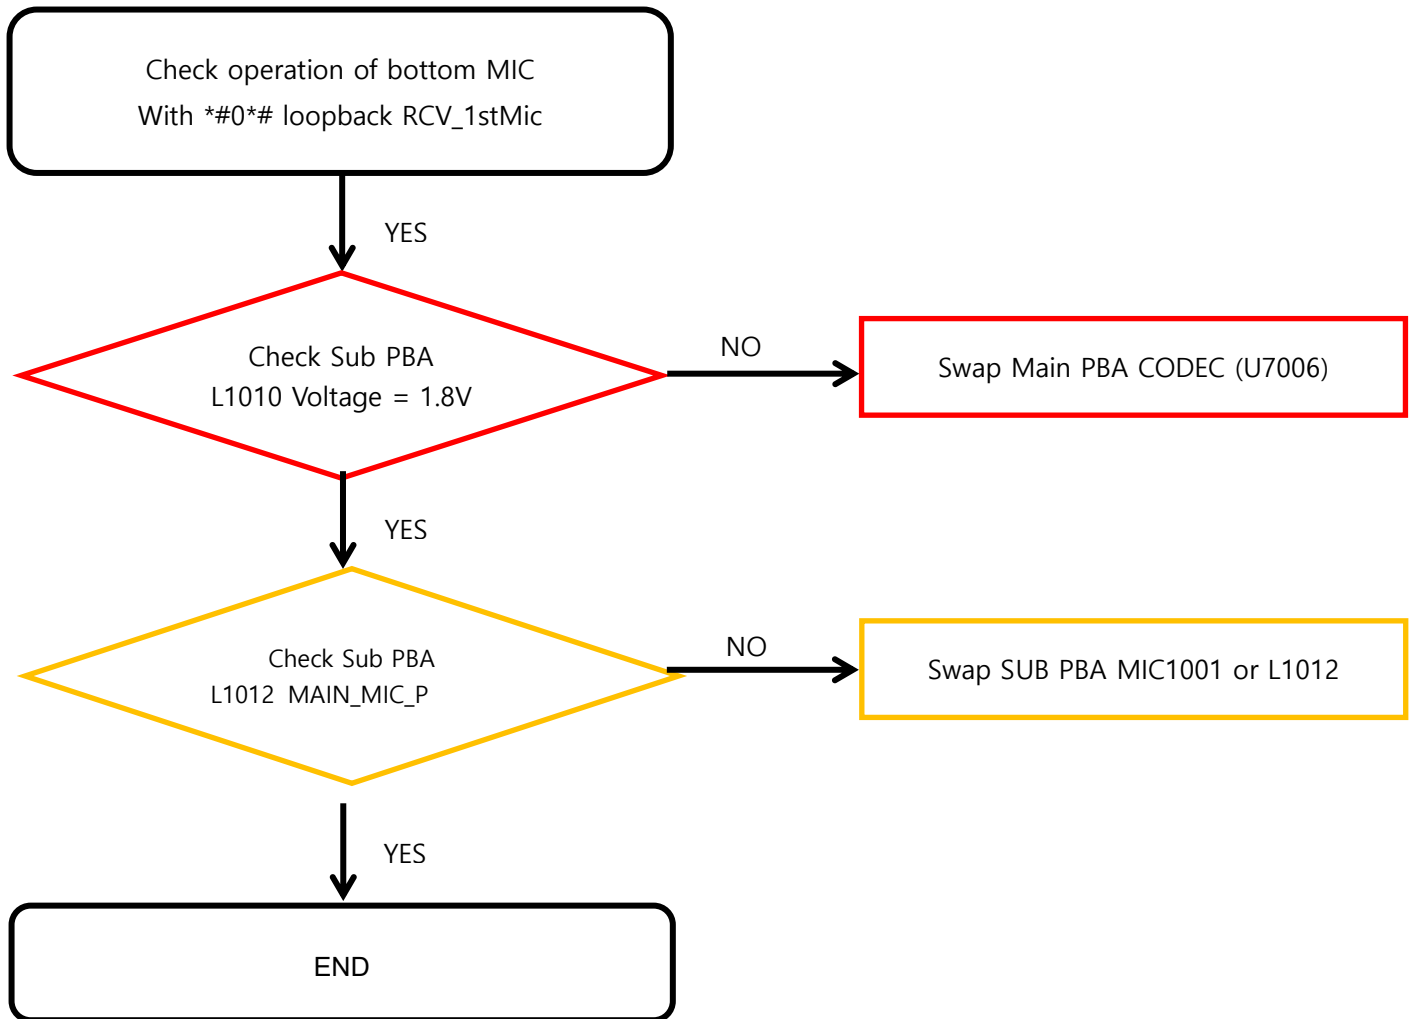 Check operation of bottom MIC
With *#0*# loopback RCV_1stMic
YES
Check Sub PBA
L1010 Voltage = 1.8V
NO
Swap Main PBA CODEC (U7006)
YES
Check Sub PBA
L1012 MAIN_MIC_P
NO
Swap SUB PBA MIC1001 or L1012
YES
END